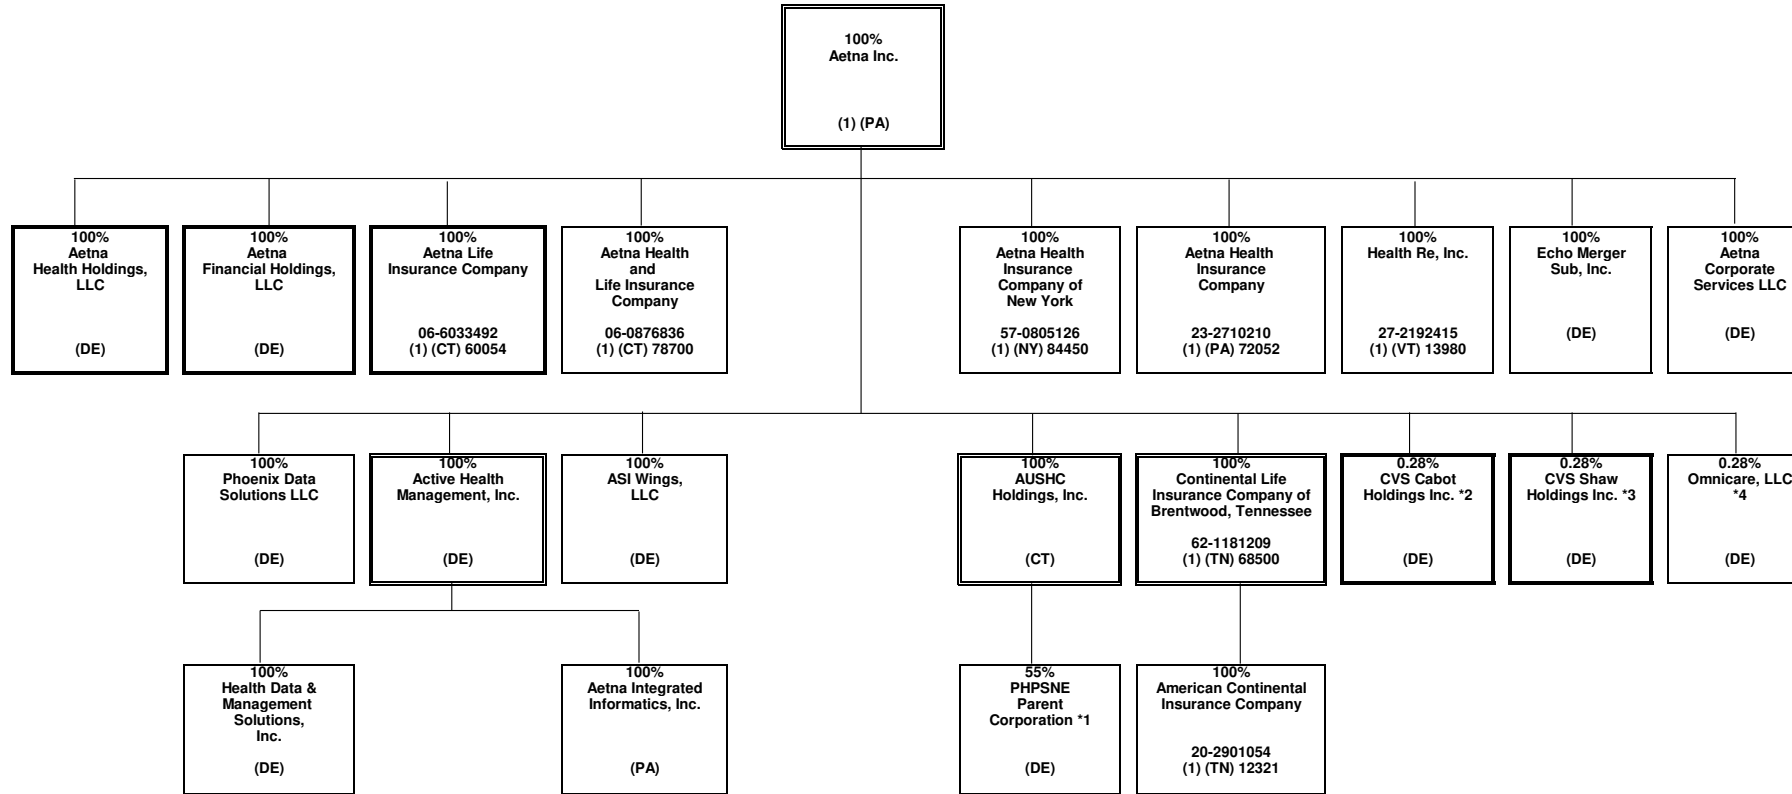 100%
Aetna Inc.
(1) (PA)
100%
Aetna
Health Holdings,
LLC
(DE)
100%
Aetna
Financial Holdings,
LLC
(DE)
100%
Aetna Life
Insurance Company
06-6033492
(1) (CT) 60054
100%
Aetna Health
and
Life Insurance
Company
06-0876836
(1) (CT) 78700
100%
Aetna Health
Insurance
Company of
New York
57-0805126
(1) (NY) 84450
100%
Aetna Health
Insurance
Company
23-2710210
(1) (PA) 72052
100%
Health Re, Inc.
27-2192415
(1) (VT) 13980
100%
Echo Merger
Sub, Inc.
(DE)
100%
Aetna
Corporate
Services LLC
(DE)
100%
Phoenix Data
Solutions LLC
(DE)
100%
Active Health
Management, Inc.
(DE)
100%
ASI Wings,
LLC
(DE)
100%
AUSHC
Holdings, Inc.
(CT)
100%
Continental Life
Insurance Company of
Brentwood, Tennessee
62-1181209
(1) (TN) 68500
0.28%
CVS Cabot
Holdings Inc. *2
(DE)
0.28%
CVS Shaw
Holdings Inc. *3
(DE)
0.28%
Omnicare, LLC
*4
(DE)
100%
Health Data &
Management
Solutions,
Inc.
(DE)
100%
Aetna Integrated
Informatics, Inc.
(PA)
55%
PHPSNE
Parent
Corporation *1
(DE)
100%
American Continental
Insurance Company
20-2901054
(1) (TN) 12321